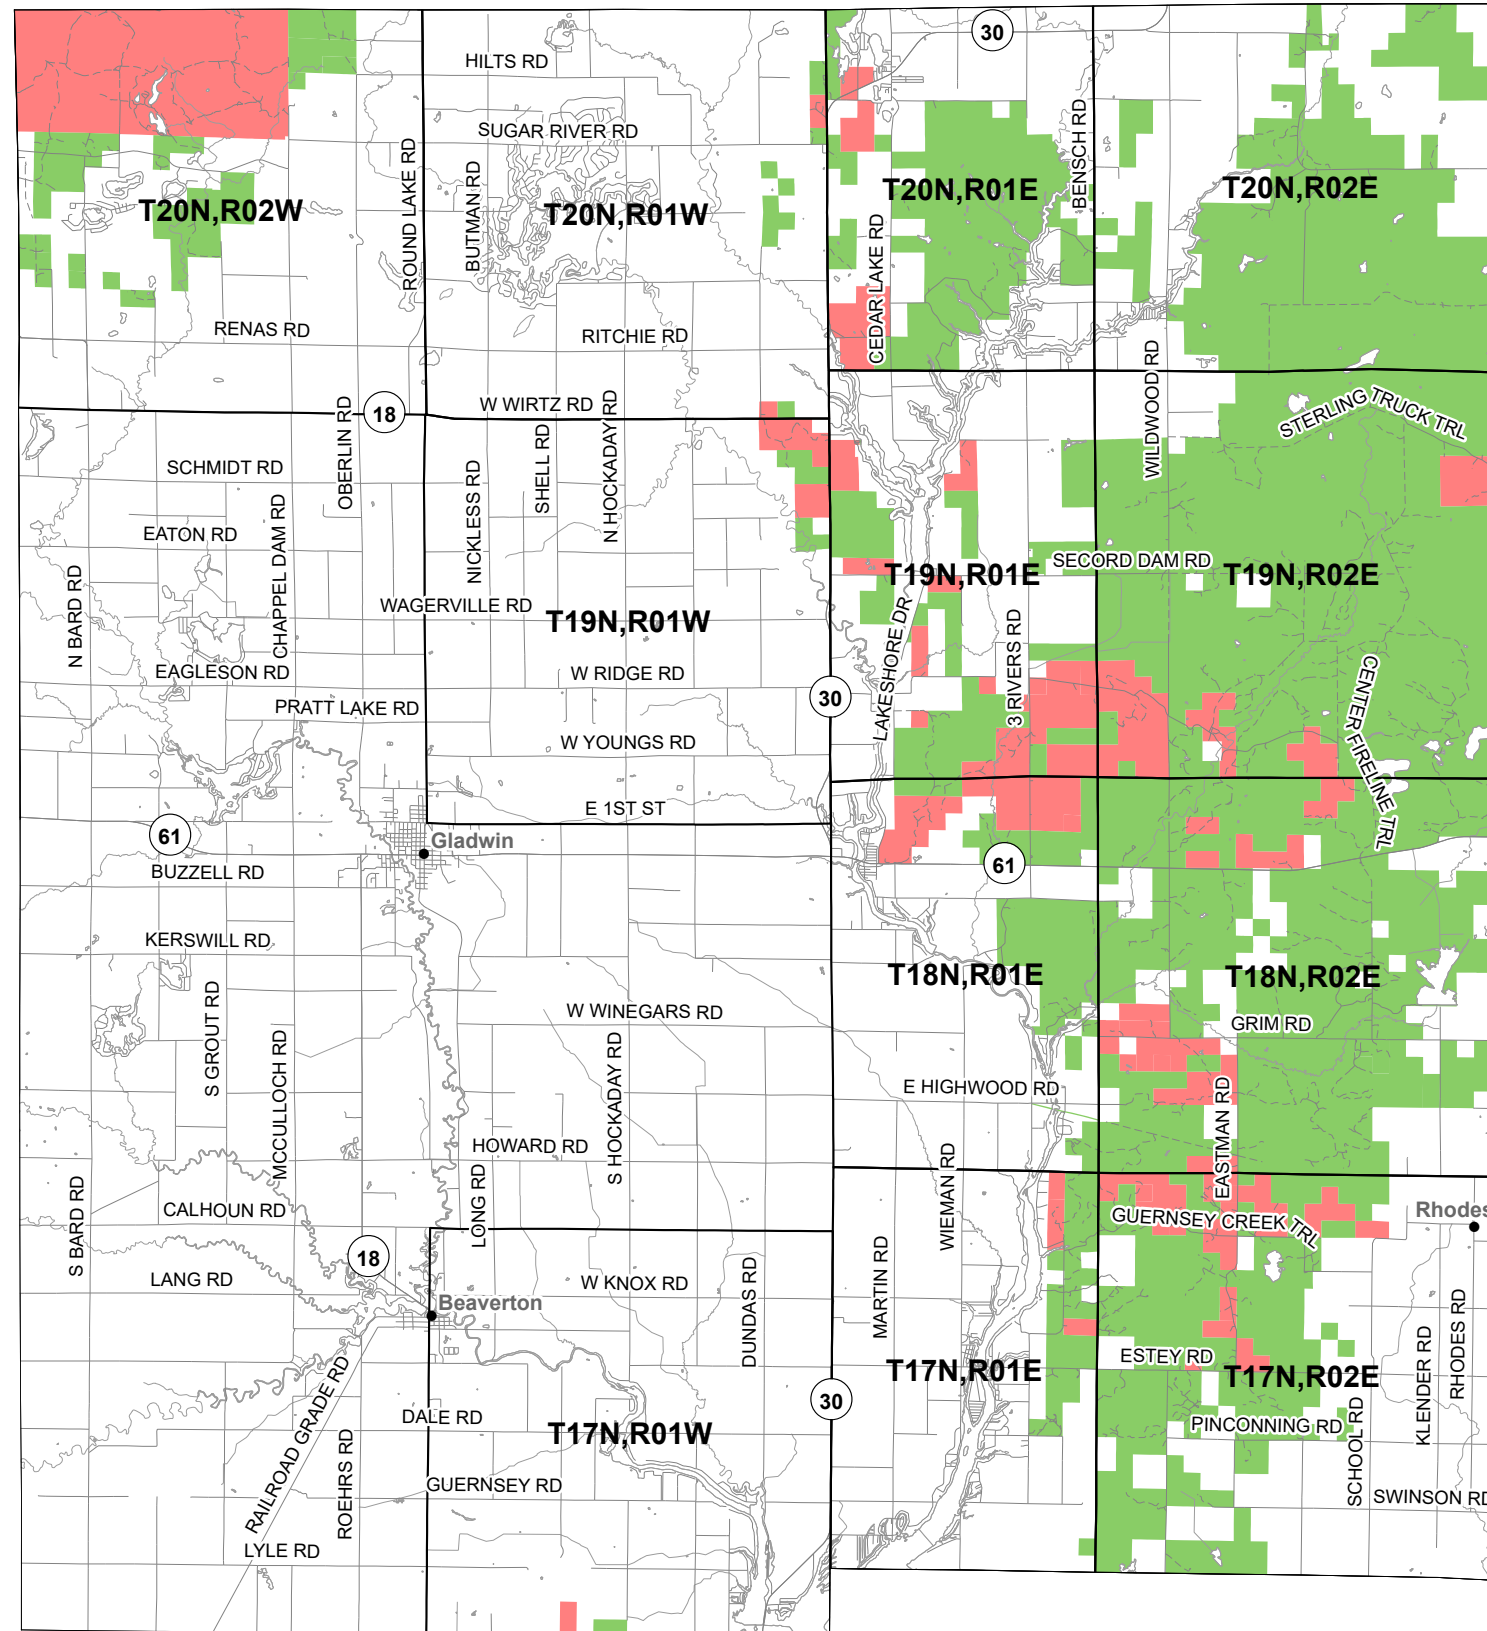 30
HILTS RD
SUGAR RIVER RD
ROUND LAKE RD
BUTMAN RD
BENSCH RD
T20N,R02W
T20N,R01W
T20N,R01E
T20N,R02E
CEDAR LAKE RD
RENAS RD
RITCHIE RD
WILDWOOD RD
OBERLIN RD
18
W WIRTZ RD
N HOCKADAY RD
STERLING TRUCK TRL
SCHMIDT RD
SHELL RD
NICKLESS RD
EATON RD
CHAPPEL DAM RD
N BARD RD
SECORD DAM RD
T19N,R01E
T19N,R02E
WAGERVILLE RD
T19N,R01W
LAKESHORE DR
3 RIVERS RD
EAGLESON RD
W RIDGE RD
30
CENTER FIRELINE TRL
PRATT LAKE RD
W YOUNGS RD
E 1ST ST
61
Gladwin
61
BUZZELL RD
KERSWILL RD
T18N,R01E
T18N,R02E
S GROUT RD
W WINEGARS RD
GRIM RD
MCCULLOCH RD
S HOCKADAY RD
E HIGHWOOD RD
EASTMAN RD
HOWARD RD
LONG RD
WIEMAN RD
S BARD RD
CALHOUN RD
GUERNSEY CREEK TRL
Rhodes
18
LANG RD
W KNOX RD
MARTIN RD
DUNDAS RD
Beaverton
RHODES RD
KLENDER RD
ESTEY RD
T17N,R01E
T17N,R02E
30
RAILROAD GRADE RD
DALE RD
T17N,R01W
PINCONNING RD
SCHOOL RD
ROEHRS RD
GUERNSEY RD
SWINSON RD
LYLE RD